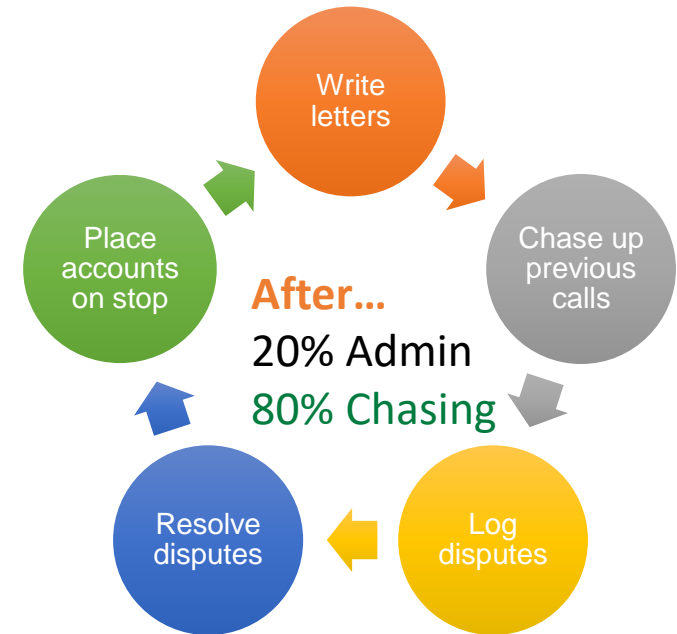 Write
letters
Chase up
previous
calls
Log
disputes
Resolve
disputes
Place
accounts
on stop
After...
20% Admin
80% Chasing